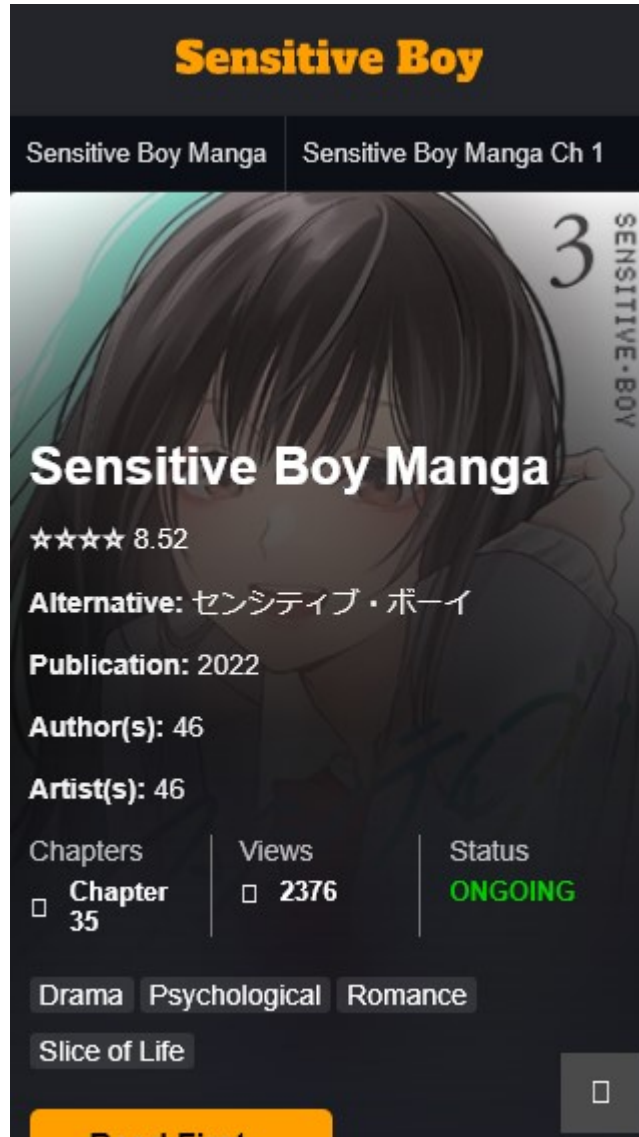 Sensitive Boy
Sensitive Boy Manga
Sensitive Boy Manga Ch 1
3
SENSITIVE・BOY
Sensitive Boy Manga
☆☆☆☆ 8.52
Alternative: センシティブ・ボーイ
Publication: 2022
Author(s): 46
Artist(s): 46
Chapters
Chapter
35
Views
2376
Status
ONGOING
Drama Psychological Romance
Slice of Life